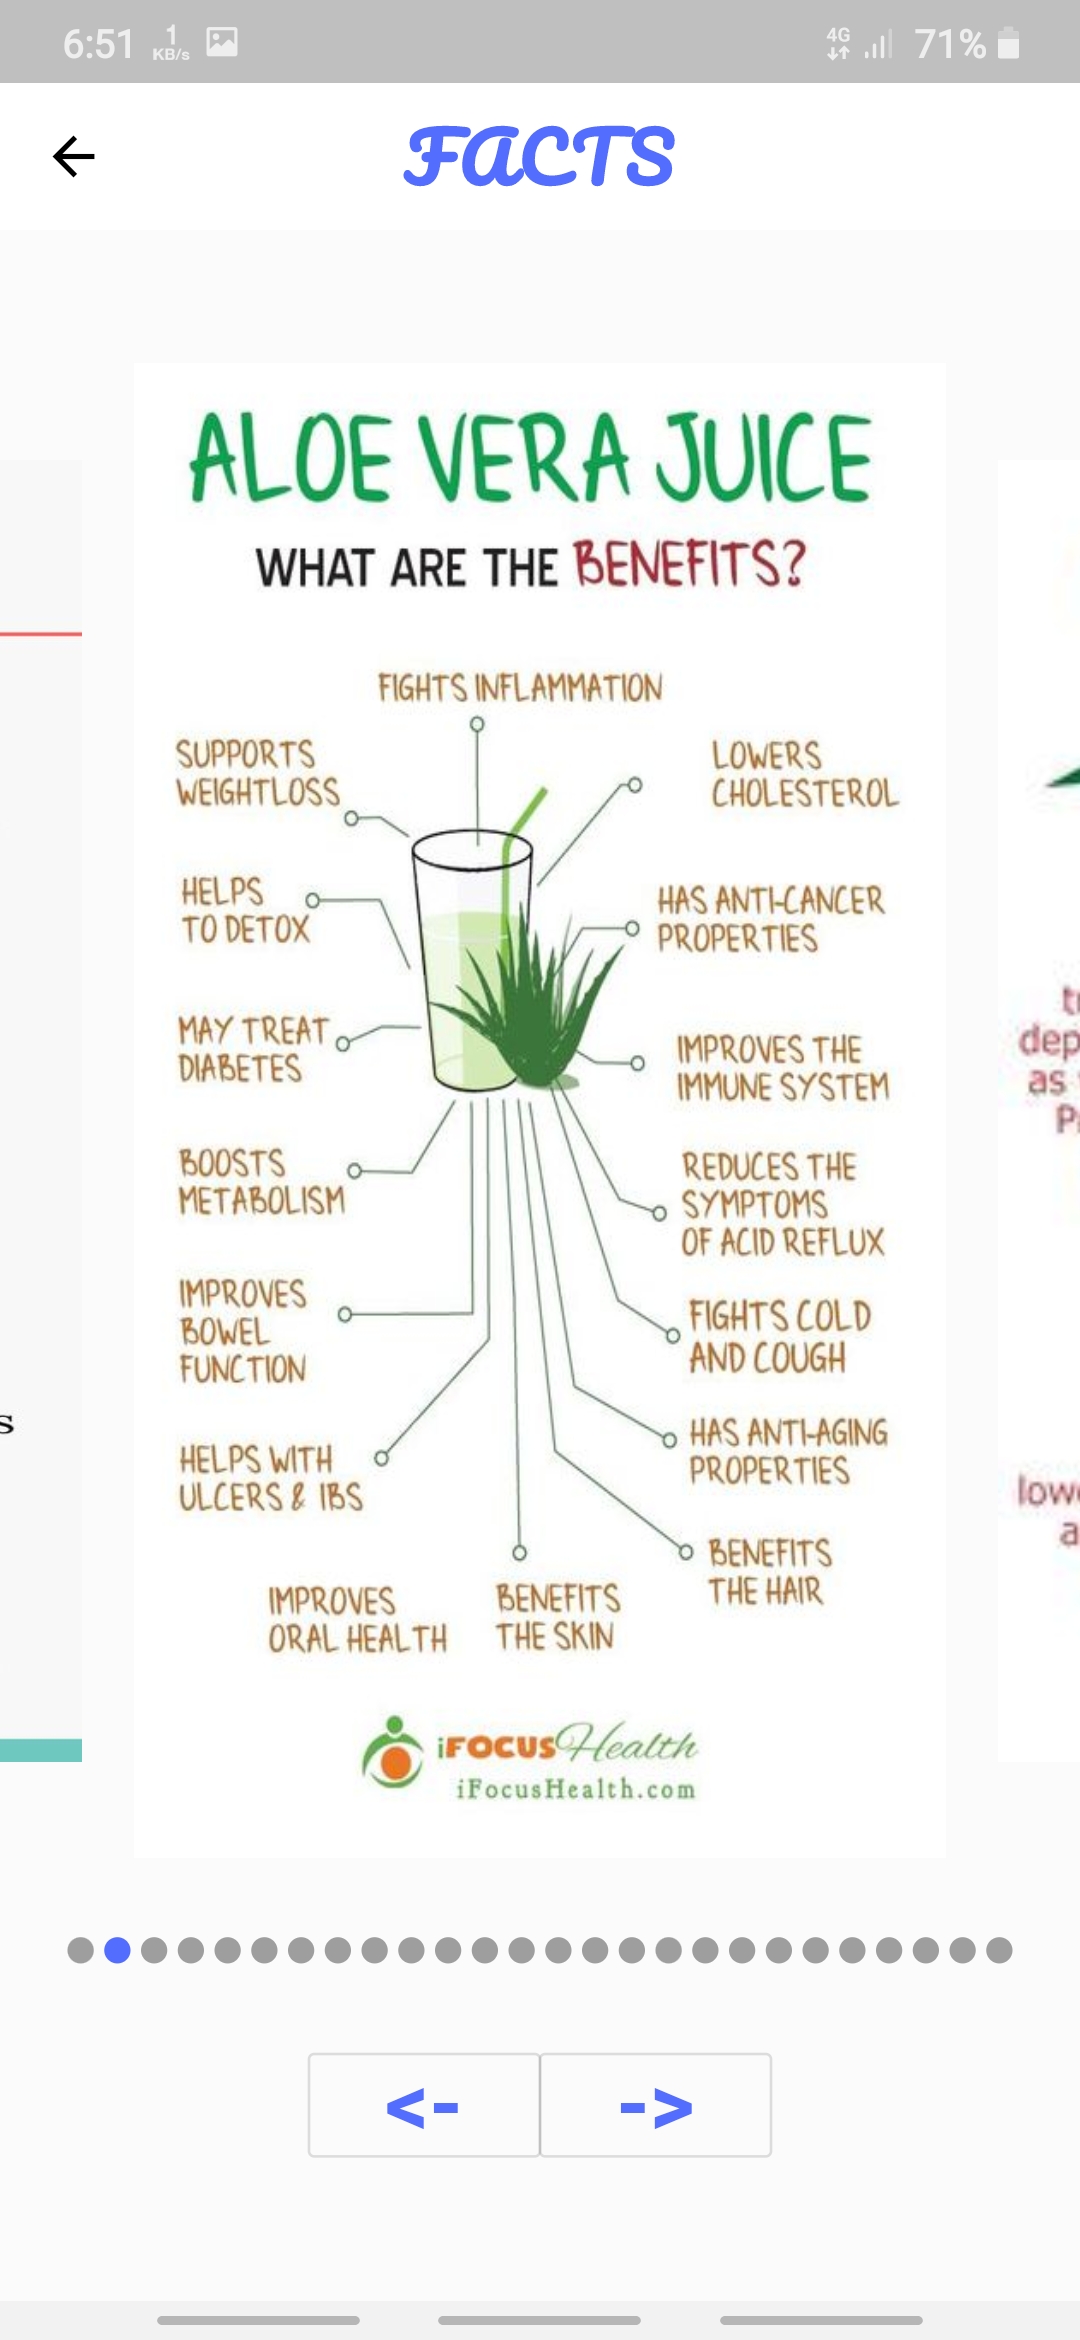 6:51 1 KB/s 4G 71%
FACTS
ALOE VERA JUICE
WHAT ARE THE BENEFITS?
FIGHTS INFLAMMATION
SUPPORTS
WEIGHTLOSS
LOWERS
CHOLESTEROL
HELPS
TO DETOX
HAS ANTI-CANCER
PROPERTIES
MAY TREAT
DIABETES
IMPROVES THE
IMMUNE SYSTEM
BOOSTS
METABOLISM
REDUCES THE
SYMPTOMS
OF ACID REFLUX
IMPROVES
BOWEL
FUNCTION
FIGHTS COLD
AND COUGH
HELPS WITH
ULCERS & IBS
HAS ANTI-AGING
PROPERTIES
BENEFITS
THE HAIR
IMPROVES
ORAL HEALTH
BENEFITS
THE SKIN
iFOCUSHealth
iFocusHealth.com
s
dep
as
<- ->